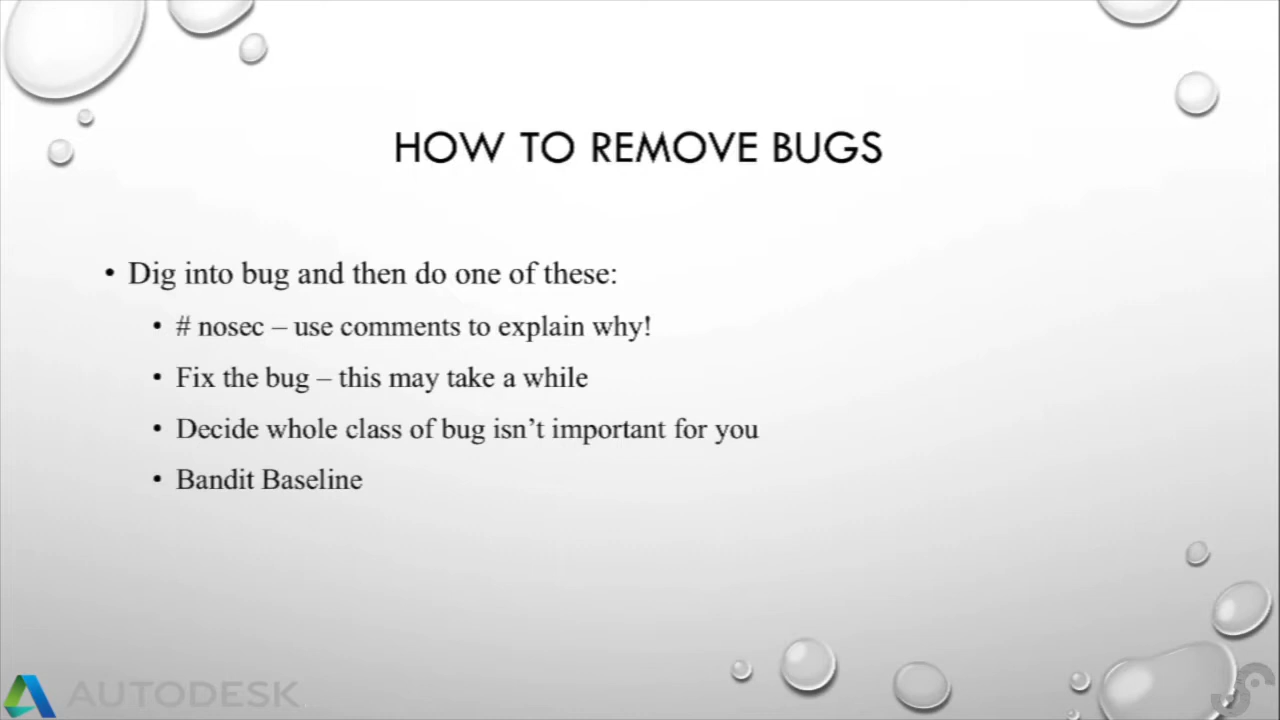 HOW TO REMOVE BUGS
• Dig into bug and then do one of these:
• # nosec – use comments to explain why!
• Fix the bug – this may take a while
• Decide whole class of bug isn’t important for you
• Bandit Baseline
AUTODESK